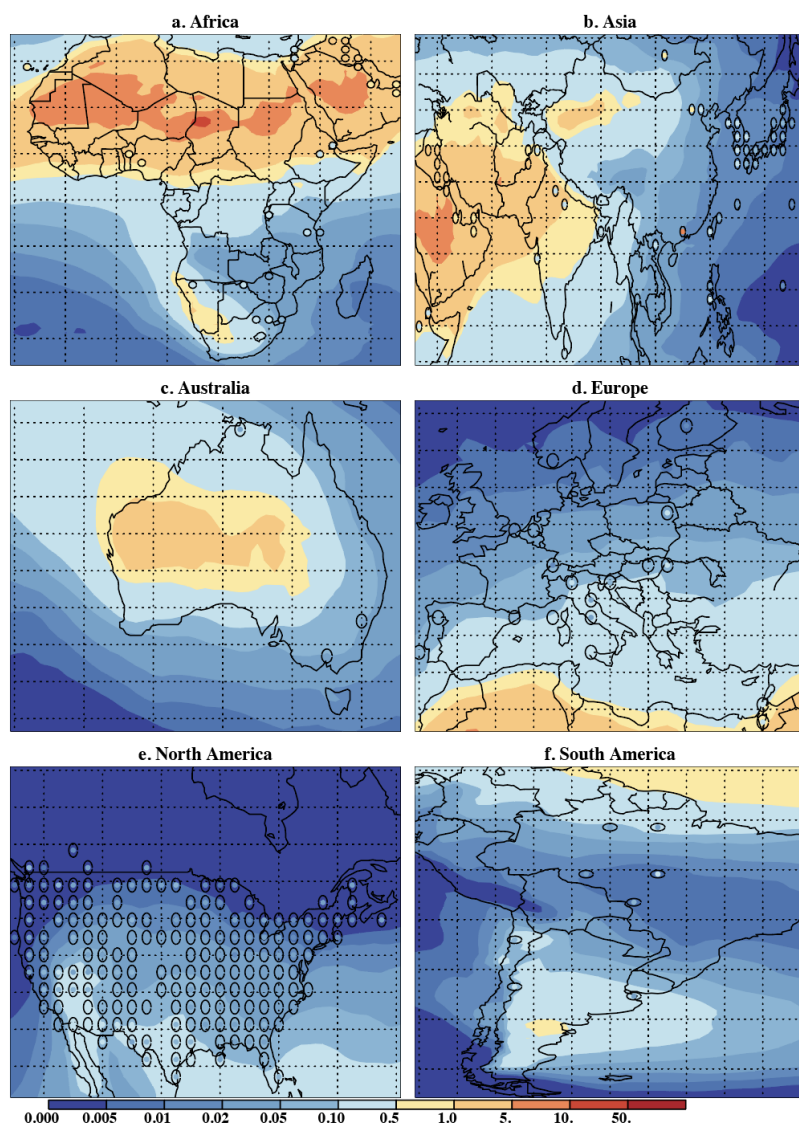 a. Africa
b. Asia
c. Australia
d. Europe
e. North America
f. South America
0.000 0.005 0.01 0.02 0.05 0.10 0.5 1.0 5. 10. 50.